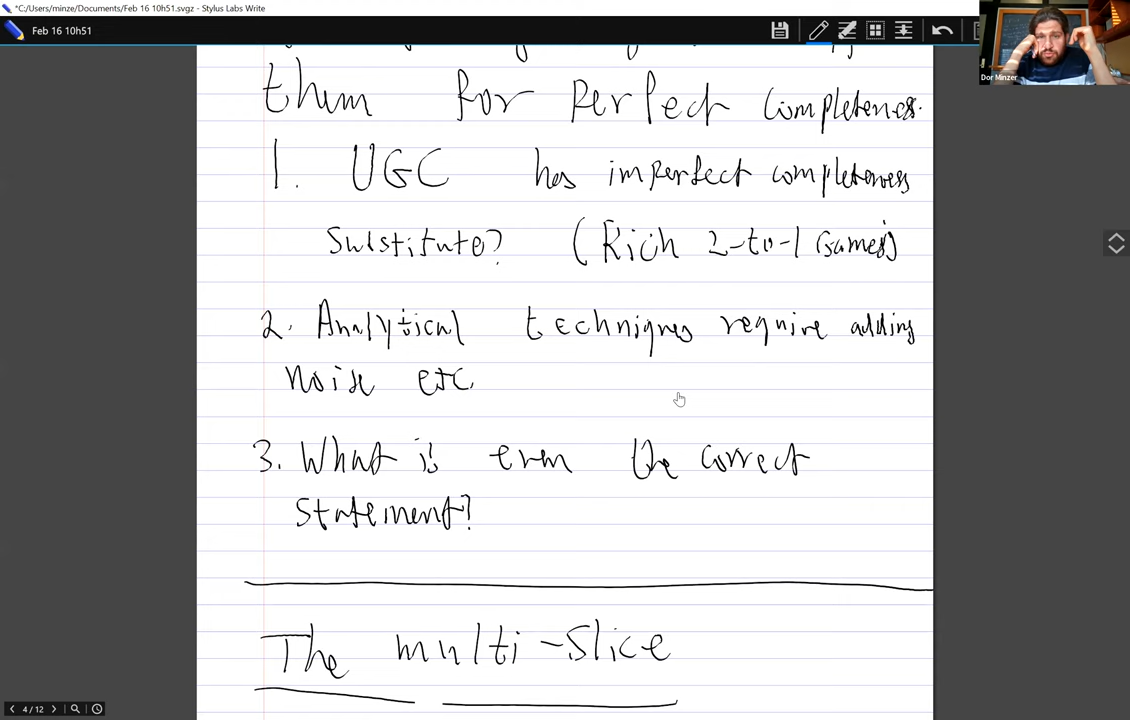 *C:/Users/minze/Documents/Feb 16 10h51.svgz - Stylus Labs Write
Feb 16 10h51
Dor Minzer
them for perfect completeness.
1. UGC has imperfect completeness
substitute? (Rich 2-to-1 Games)
2. Analytical techniques require adding
noise etc
3. What is even the correct
statement?
The multi-slice
4 / 12